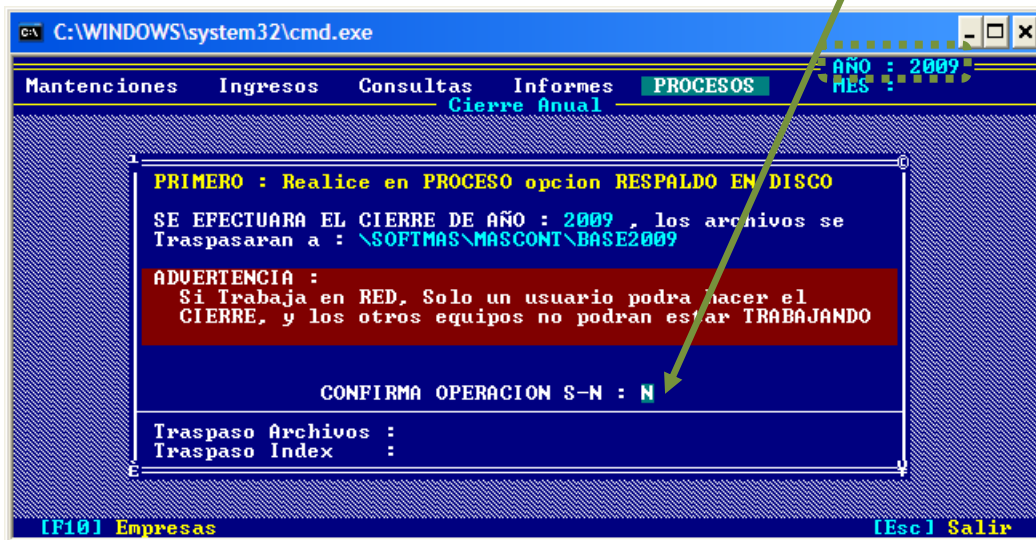 C:\WINDOWS\system32\cmd.exe
AÑO : 2009
Mantenciones Ingresos Consultas Informes PROCESOS MES :
Cierre Anual
PRIMERO : Realice en PROCESO opcion RESPALDO EN DISCO
SE EFECTUARA EL CIERRE DE AÑO : 2009 , los archivos se
Traspasaran a : \SOFTMAS\MASCONT\BASE2009
ADVERTENCIA :
Si Trabaja en RED, Solo un usuario podra hacer el
CIERRE, y los otros equipos no podran estar TRABAJANDO
CONFIRMA OPERACION S-N : N
Traspaso Archivos :
Traspaso Index :
[F10] Empresas [Esc] Salir